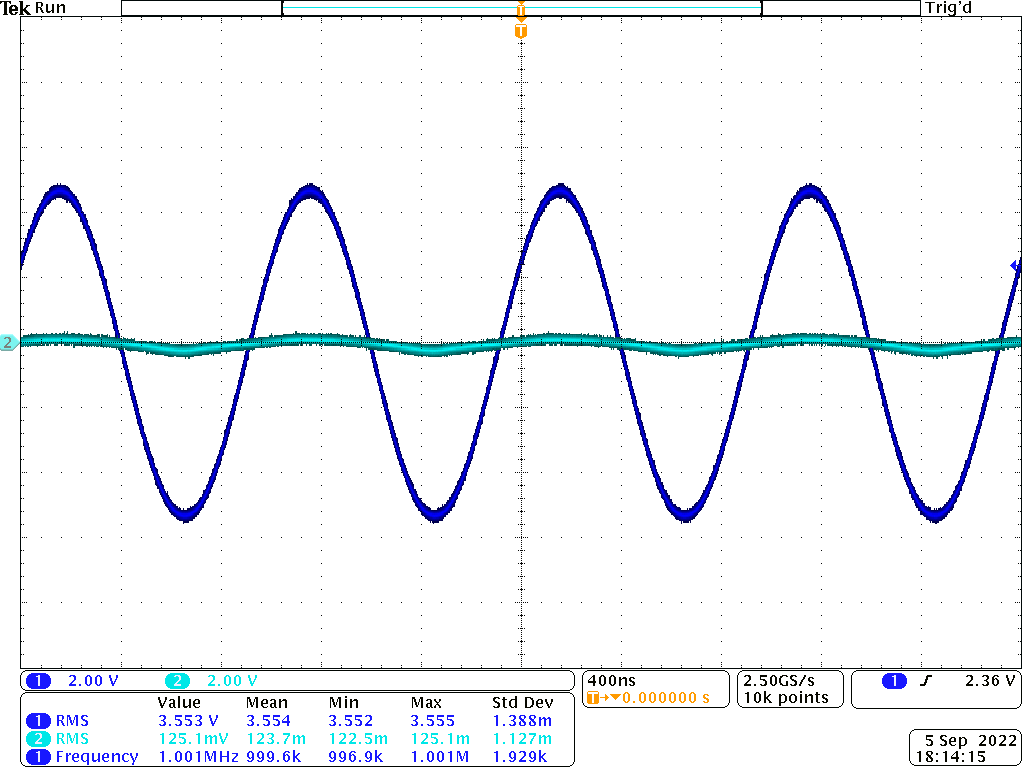 Tek Run Trig'd
T
T
2
1 2.00 V 2 2.00 V
400ns
T→▼0.000000 s
2.50GS/s
10k points
1 2.36 V
Value Mean Min Max Std Dev
1 RMS 3.553 V 3.554 3.552 3.555 1.388m
2 RMS 125.1mV 123.7m 122.5m 125.1m 1.127m
1 Frequency 1.001MHz 999.6k 996.9k 1.001M 1.929k
5 Sep 2022
18:14:15